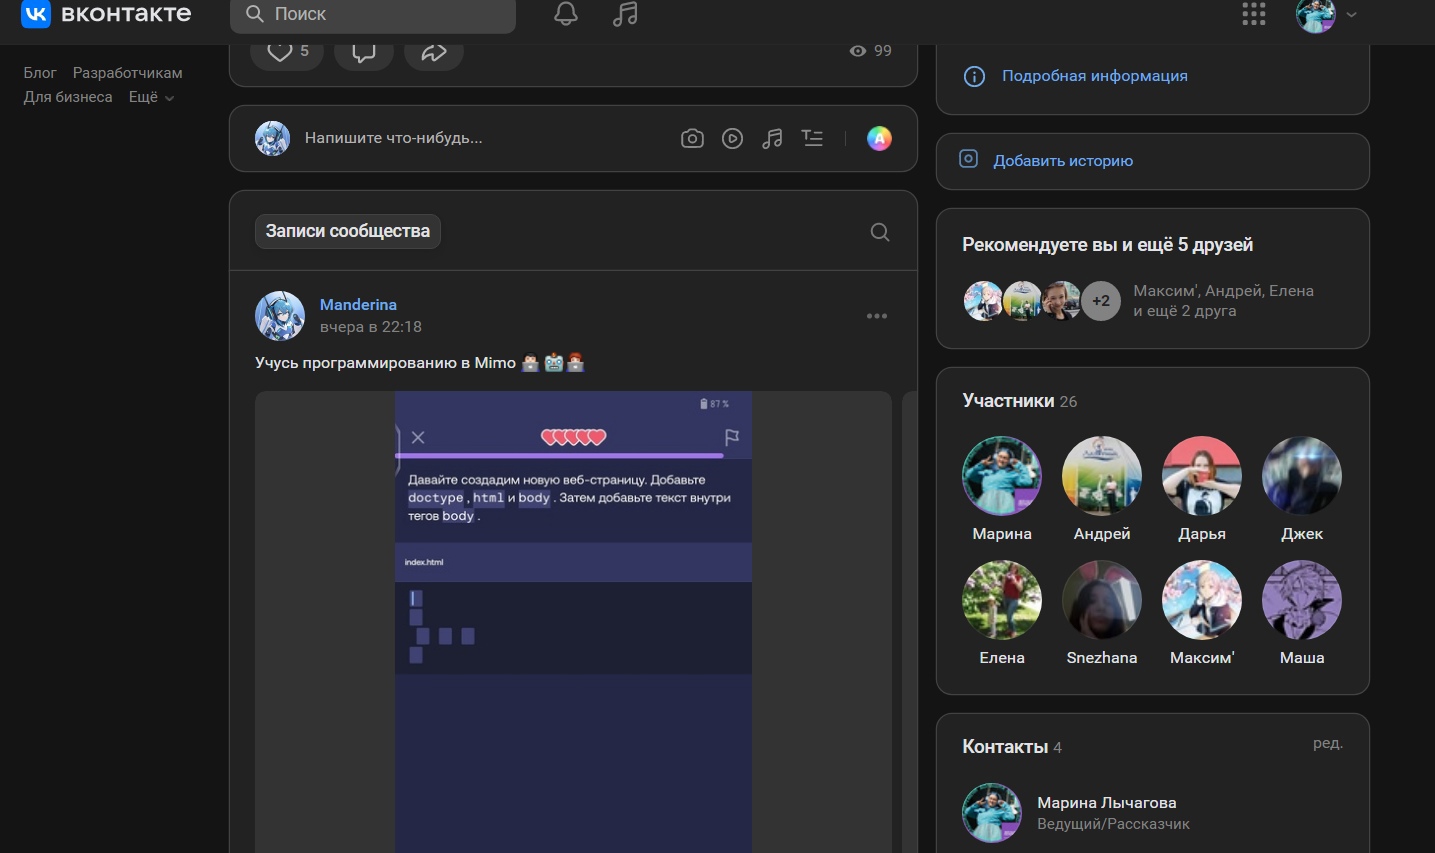 вконтакте
Поиск
Блог Разработчикам
Для бизнеса Ещё
5
99
Напишите что-нибудь...
A
Записи сообщества
Manderina
вчера в 22:18
Учусь программированию в Mimo
87 %
Давайте создадим новую веб-страницу. Добавьте
doctype , html и body . Затем добавьте текст внутри
тегов body .
index.html
Подробная информация
Добавить историю
Рекомендуете вы и ещё 5 друзей
+2
Максим', Андрей, Елена
и ещё 2 друга
Участники 26
Марина
Андрей
Дарья
Джек
Елена
Snezhana
Максим'
Маша
Контакты 4
ред.
Марина Лычагова
Ведущий/Рассказчик